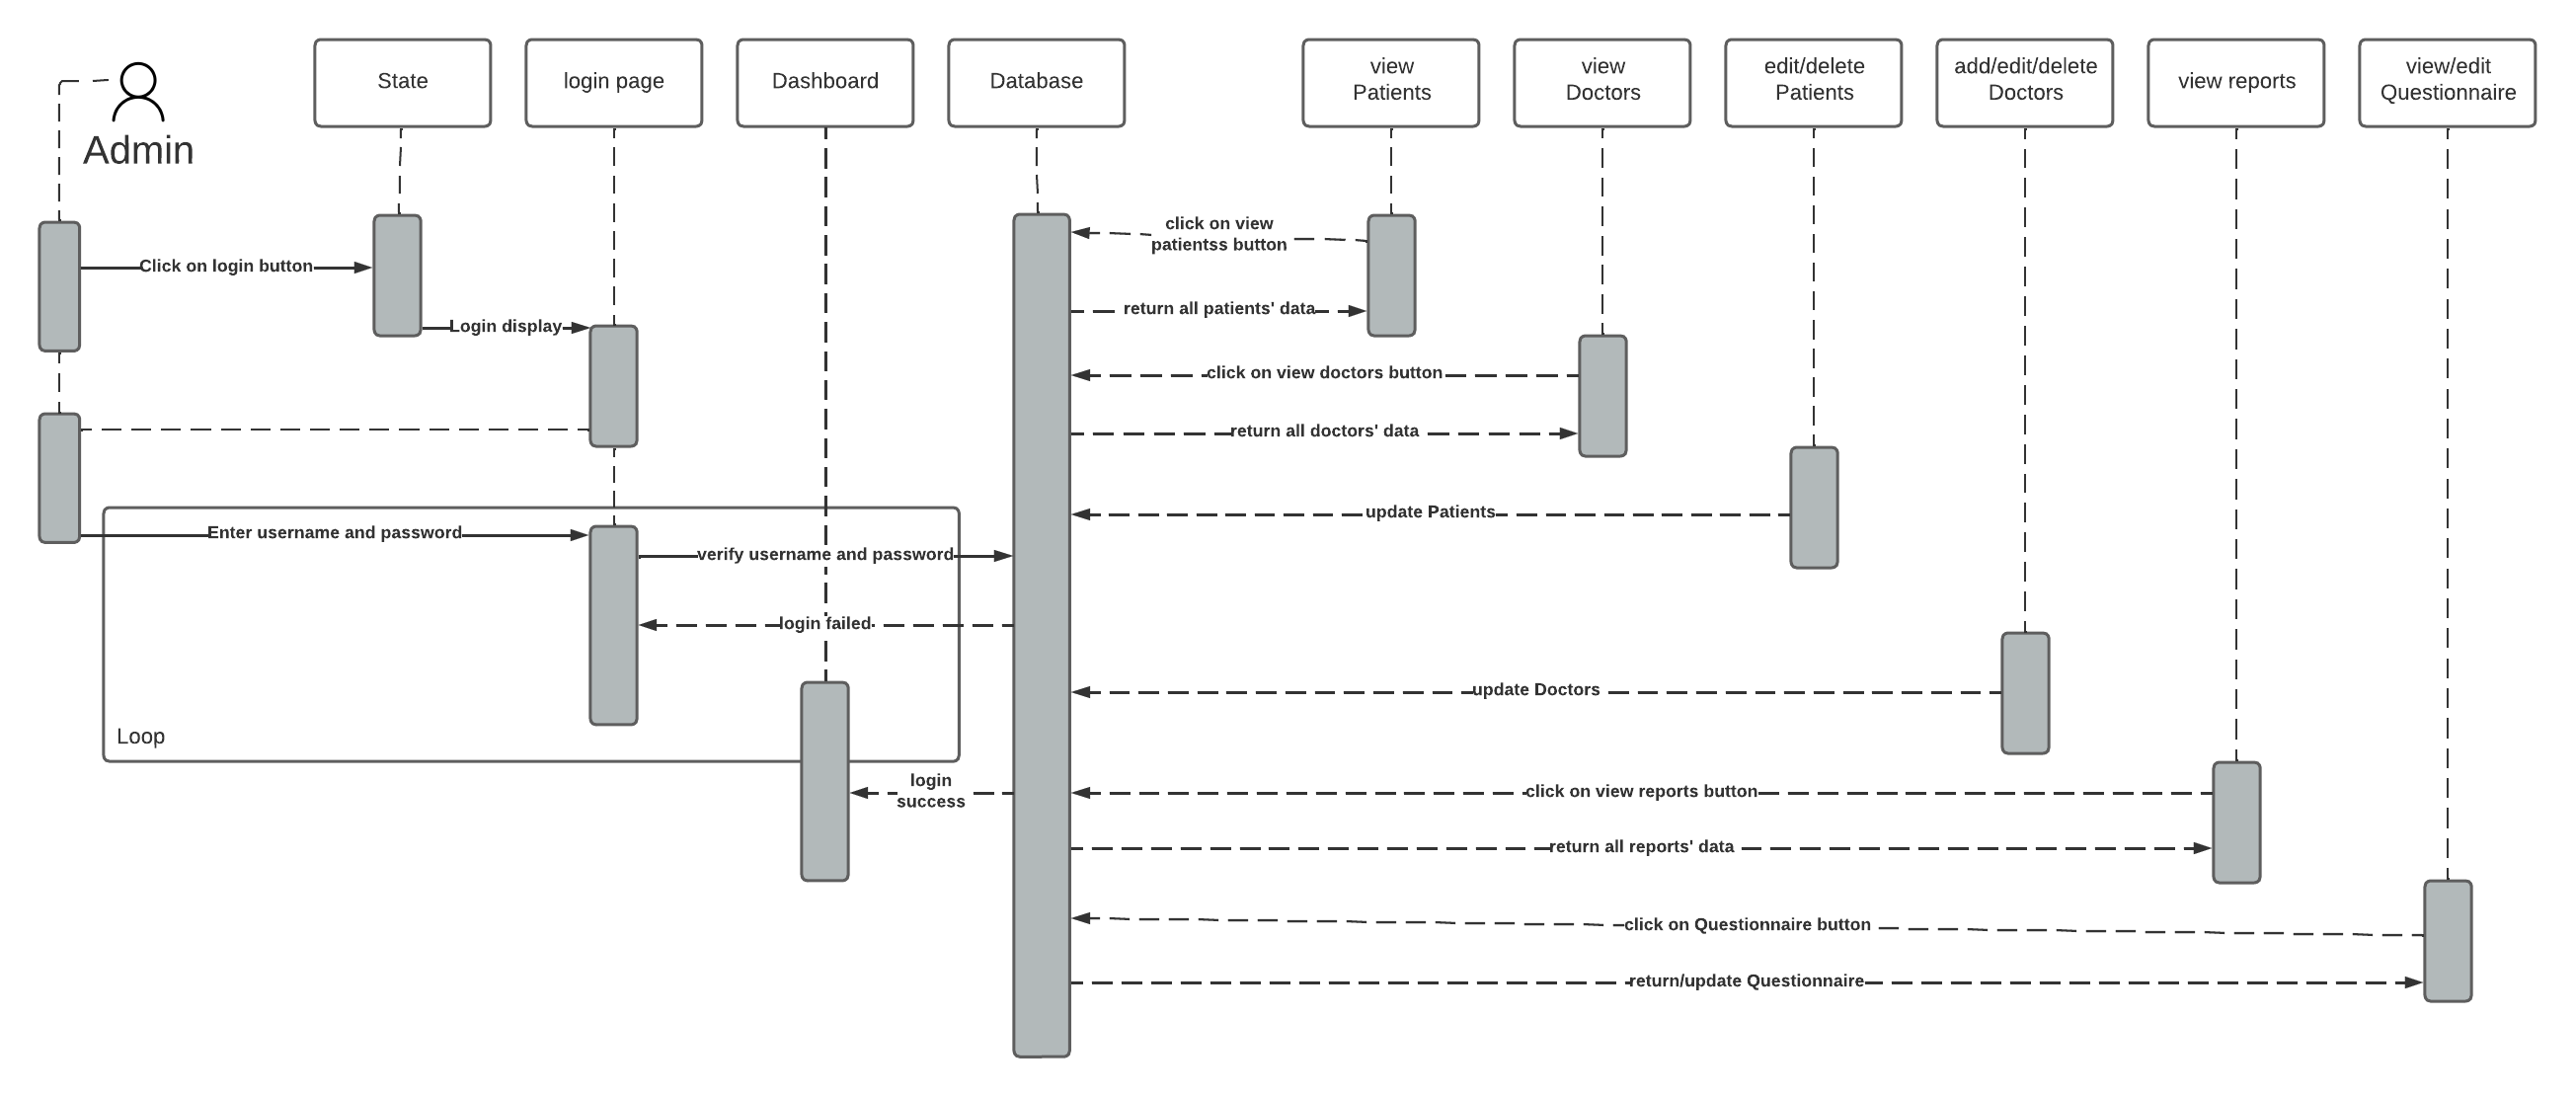 Admin
State
login page
Dashboard
Database
view
Patients
view
Doctors
edit/delete
Patients
add/edit/delete
Doctors
view reports
view/edit
Questionnaire
click on view
patientss button
Click on login button
return all patients' data
Login display
click on view doctors button
return all doctors' data
update Patients
Enter username and password
verify username and password
login failed
update Doctors
Loop
login
success
click on view reports button
return all reports' data
click on Questionnaire button
return/update Questionnaire